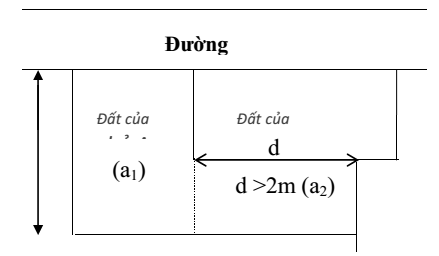 Đường
Đất của
Đất của
(a₁)
d
d >2m (a₂)